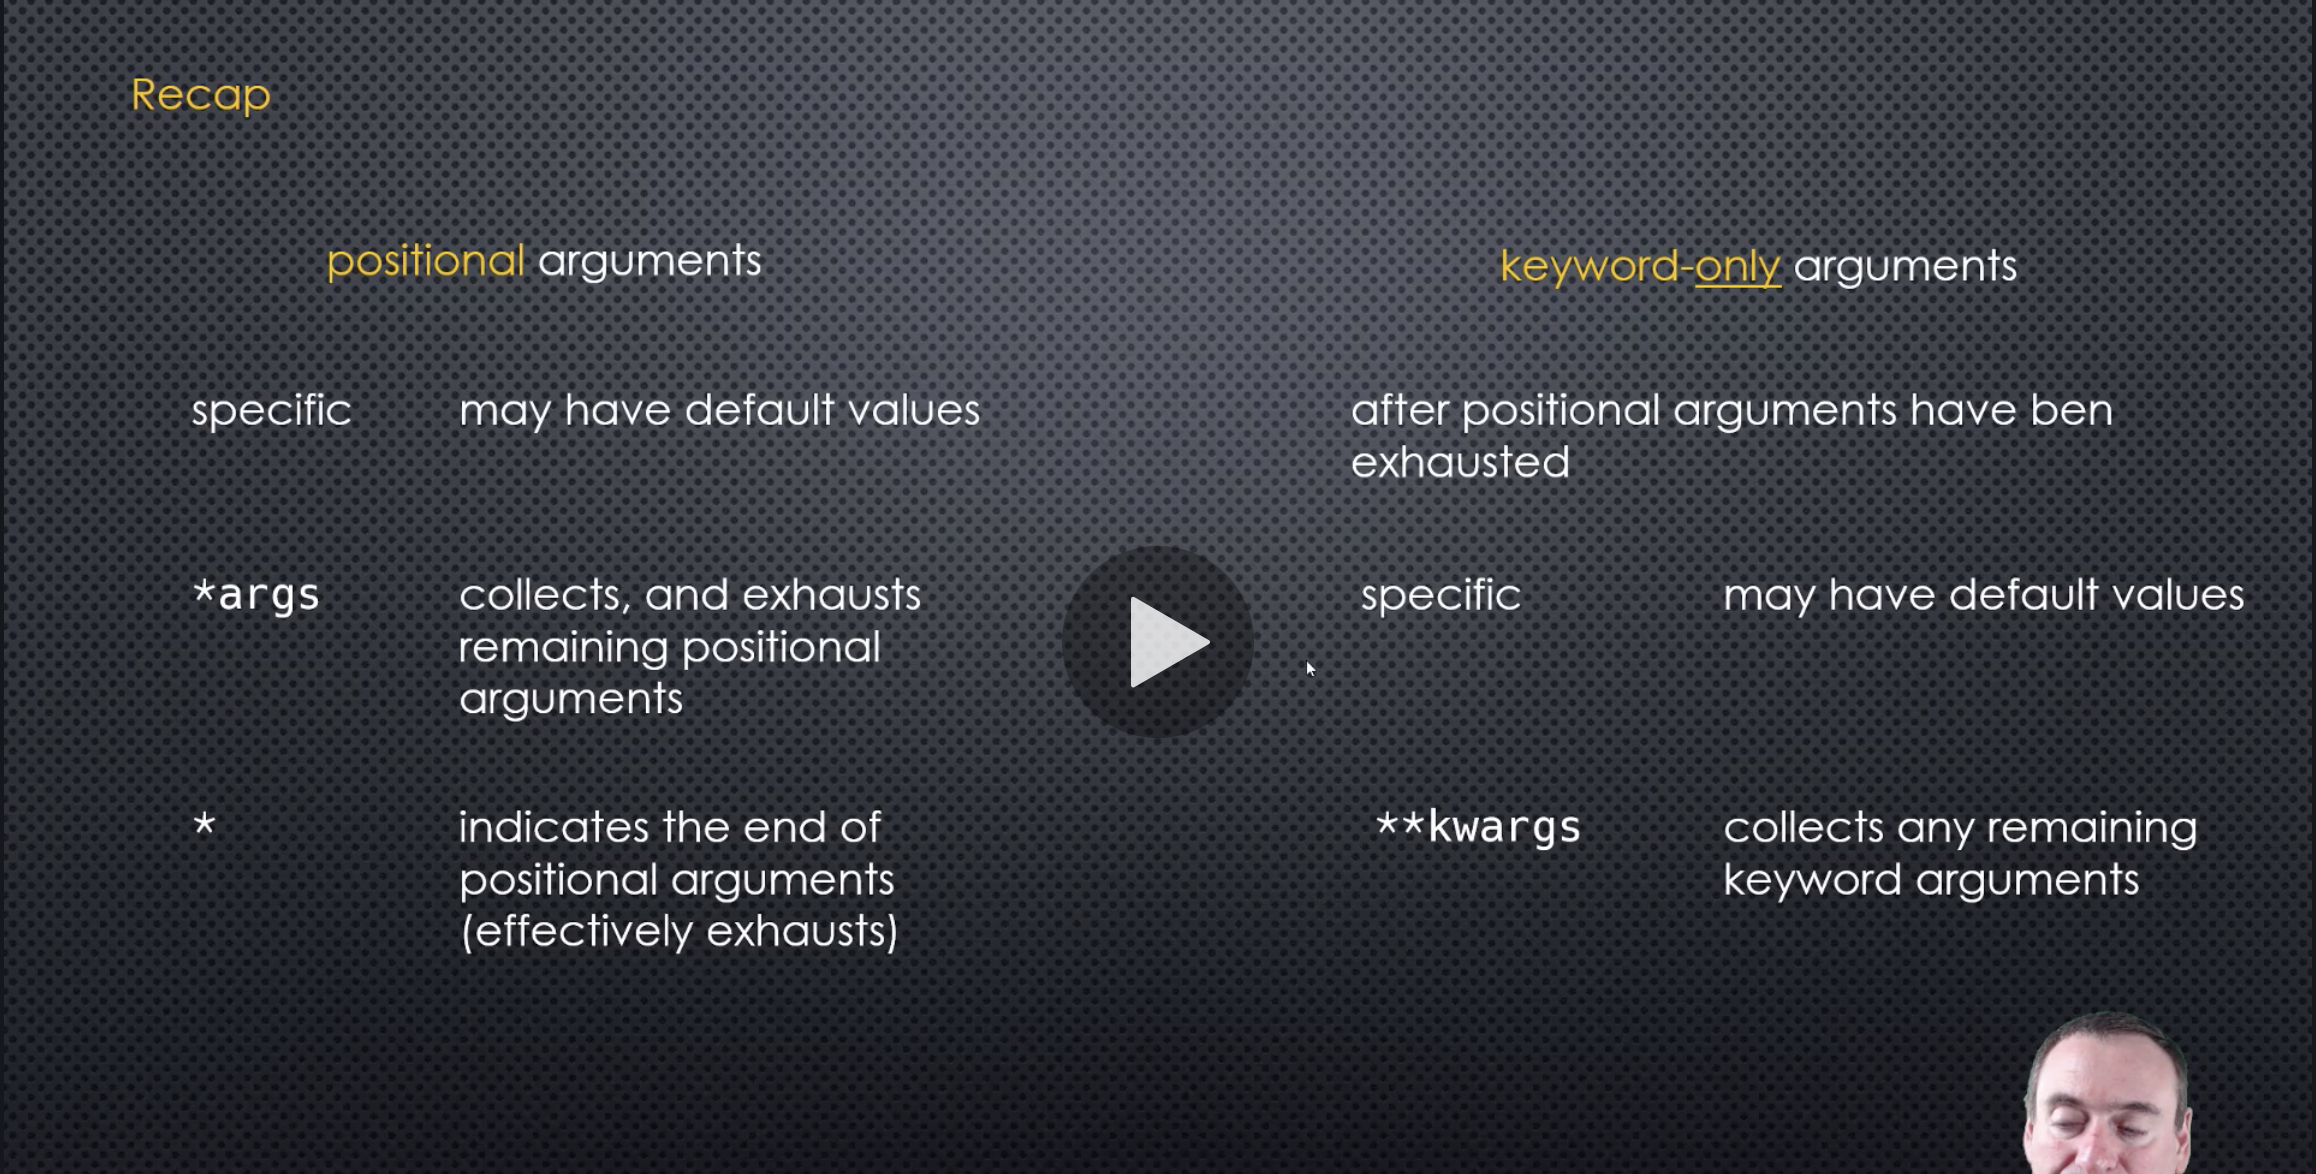 Recap
positional arguments
specific may have default values
*args collects, and exhausts
remaining positional
arguments
* indicates the end of
positional arguments
(effectively exhausts)
keyword-only arguments
after positional arguments have ben
exhausted
specific may have default values
**kwargs collects any remaining
keyword arguments